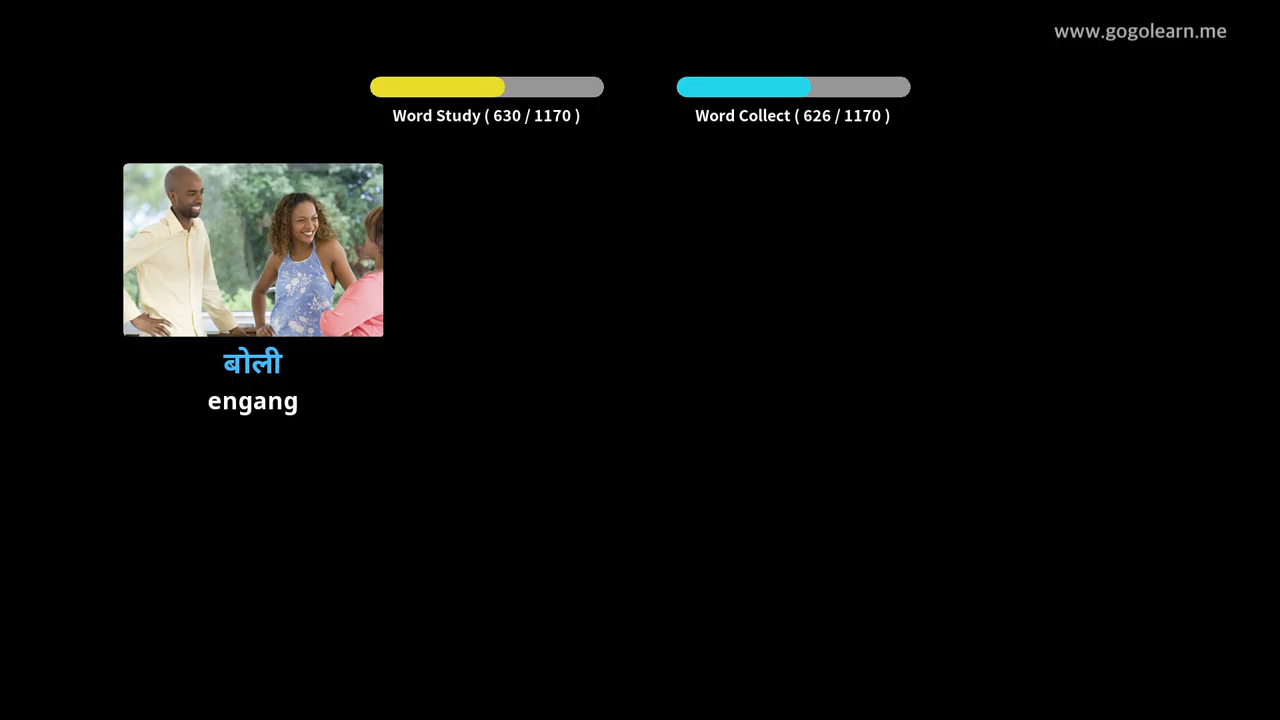 www.gogolearn.me
Word Study ( 630 / 1170 )
Word Collect ( 626 / 1170 )
बोली
engang